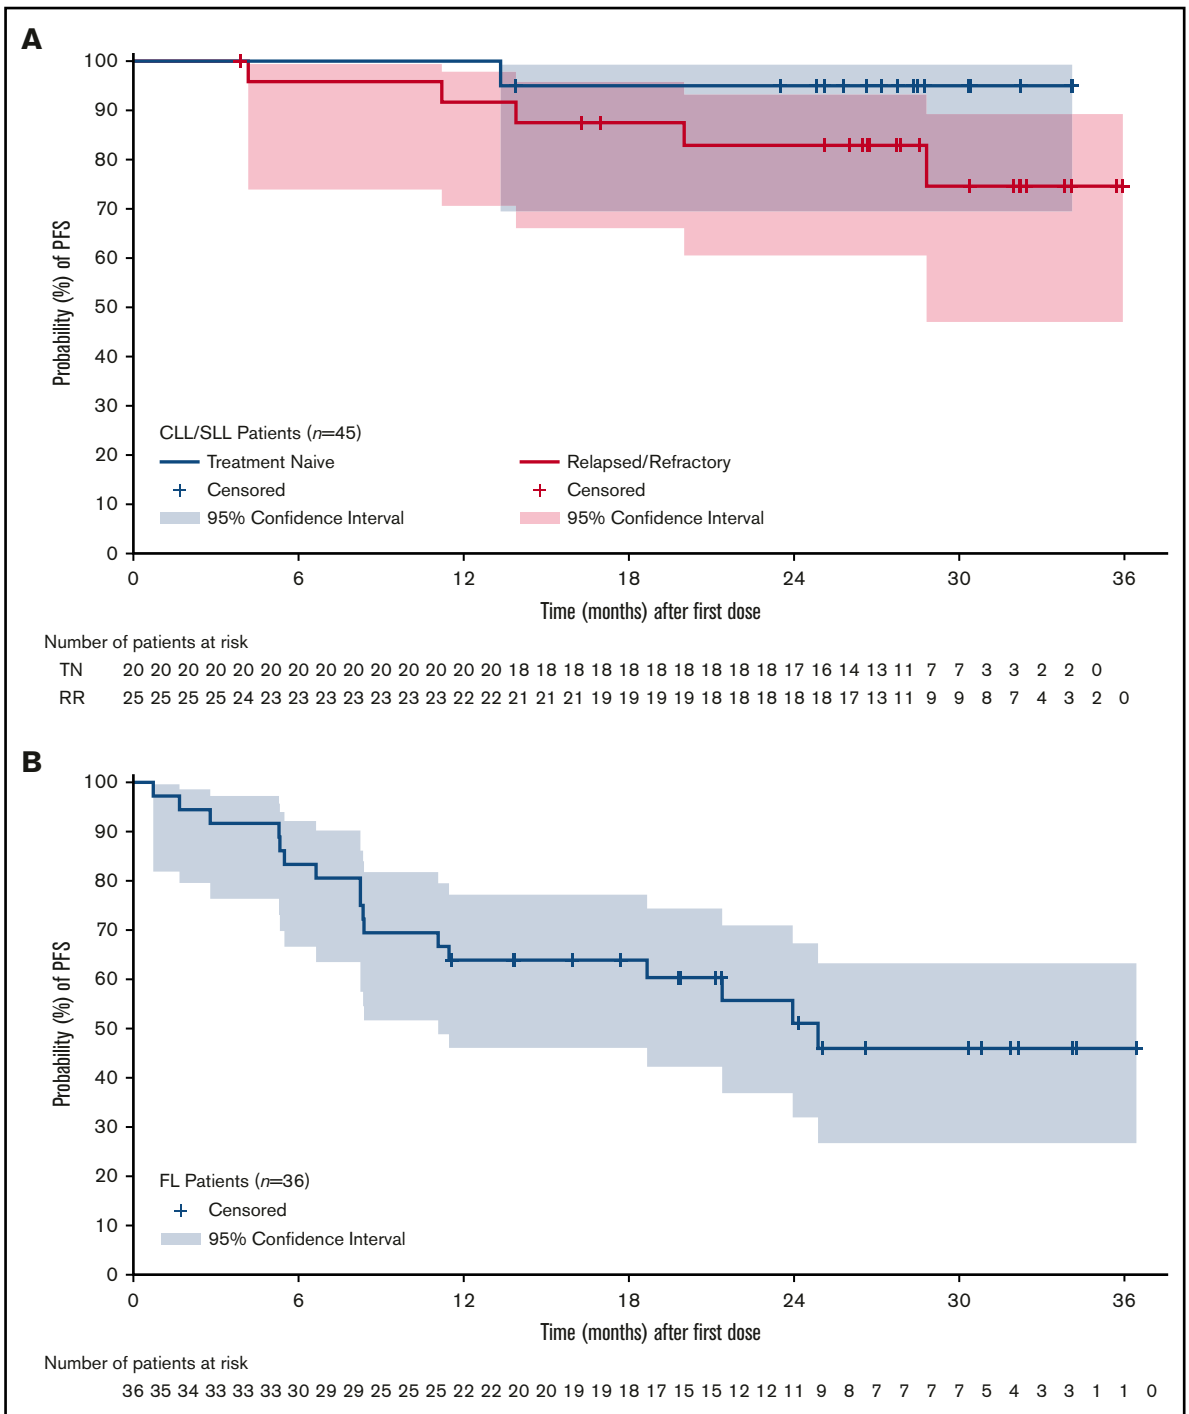 A
100
90
80
70
60
50
40
30
20
10
0
Probability (%) of PFS
CLL/SLL Patients (n=45)
Treatment Naive Relapsed/Refractory
Censored Censored
95% Confidence Interval 95% Confidence Interval
0 6 12 18 24 30 36
Time (months) after first dose
Number of patients at risk
TN 20 20 20 20 20 20 20 20 20 20 20 20 20 20 18 18 18 18 18 18 18 18 18 18 17 16 14 13 11 7 7 3 3 2 2 0
RR 25 25 25 25 24 23 23 23 23 23 23 23 22 22 21 21 21 19 19 19 19 18 18 18 18 18 17 13 11 9 9 8 7 4 3 2 0
B
100
90
80
70
60
50
40
30
20
10
0
Probability (%) of PFS
FL Patients (n=36)
Censored
95% Confidence Interval
0 6 12 18 24 30 36
Time (months) after first dose
Number of patients at risk
36 35 34 33 33 33 30 29 29 25 25 25 22 22 20 20 19 19 18 17 15 15 12 12 11 9 8 7 7 7 7 5 4 3 3 1 1 0